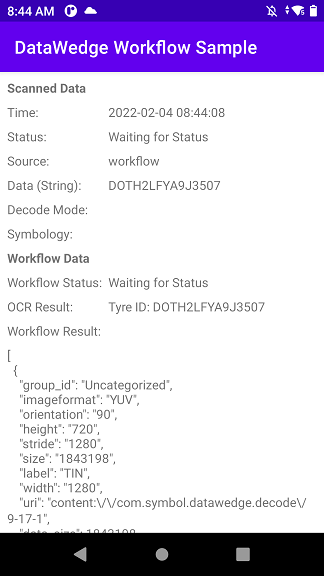 8:44 AM
DataWedge Workflow Sample
Scanned Data
Time: 2022-02-04 08:44:08
Status: Waiting for Status
Source: workflow
Data (String): DOTH2LFYA9J3507
Decode Mode:
Symbology:
Workflow Data
Workflow Status: Waiting for Status
OCR Result: Tyre ID: DOTH2LFYA9J3507
Workflow Result:
[
{
"group_id": "Uncategorized",
"imageformat": "YUV",
"orientation": "90",
"height": "720",
"stride": "1280",
"size": "1843198",
"label": "TIN",
"width": "1280",
"uri": "content:\/\/com.symbol.datawedge.decode\/
9-17-1",
"data_size": 1843198,